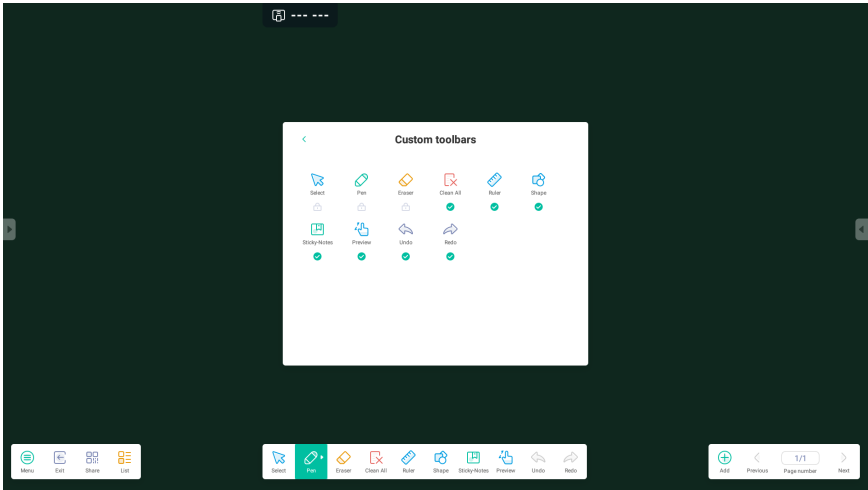 --- ---
Custom toolbars
Select Pen Eraser Clean All Ruler Shape
Sticky-Notes Preview Undo Redo
Menu Exit Share List
Select Pen Eraser Clean All Ruler Shape Sticky-Notes Preview Undo Redo
1/1
Add Previous Page number Next